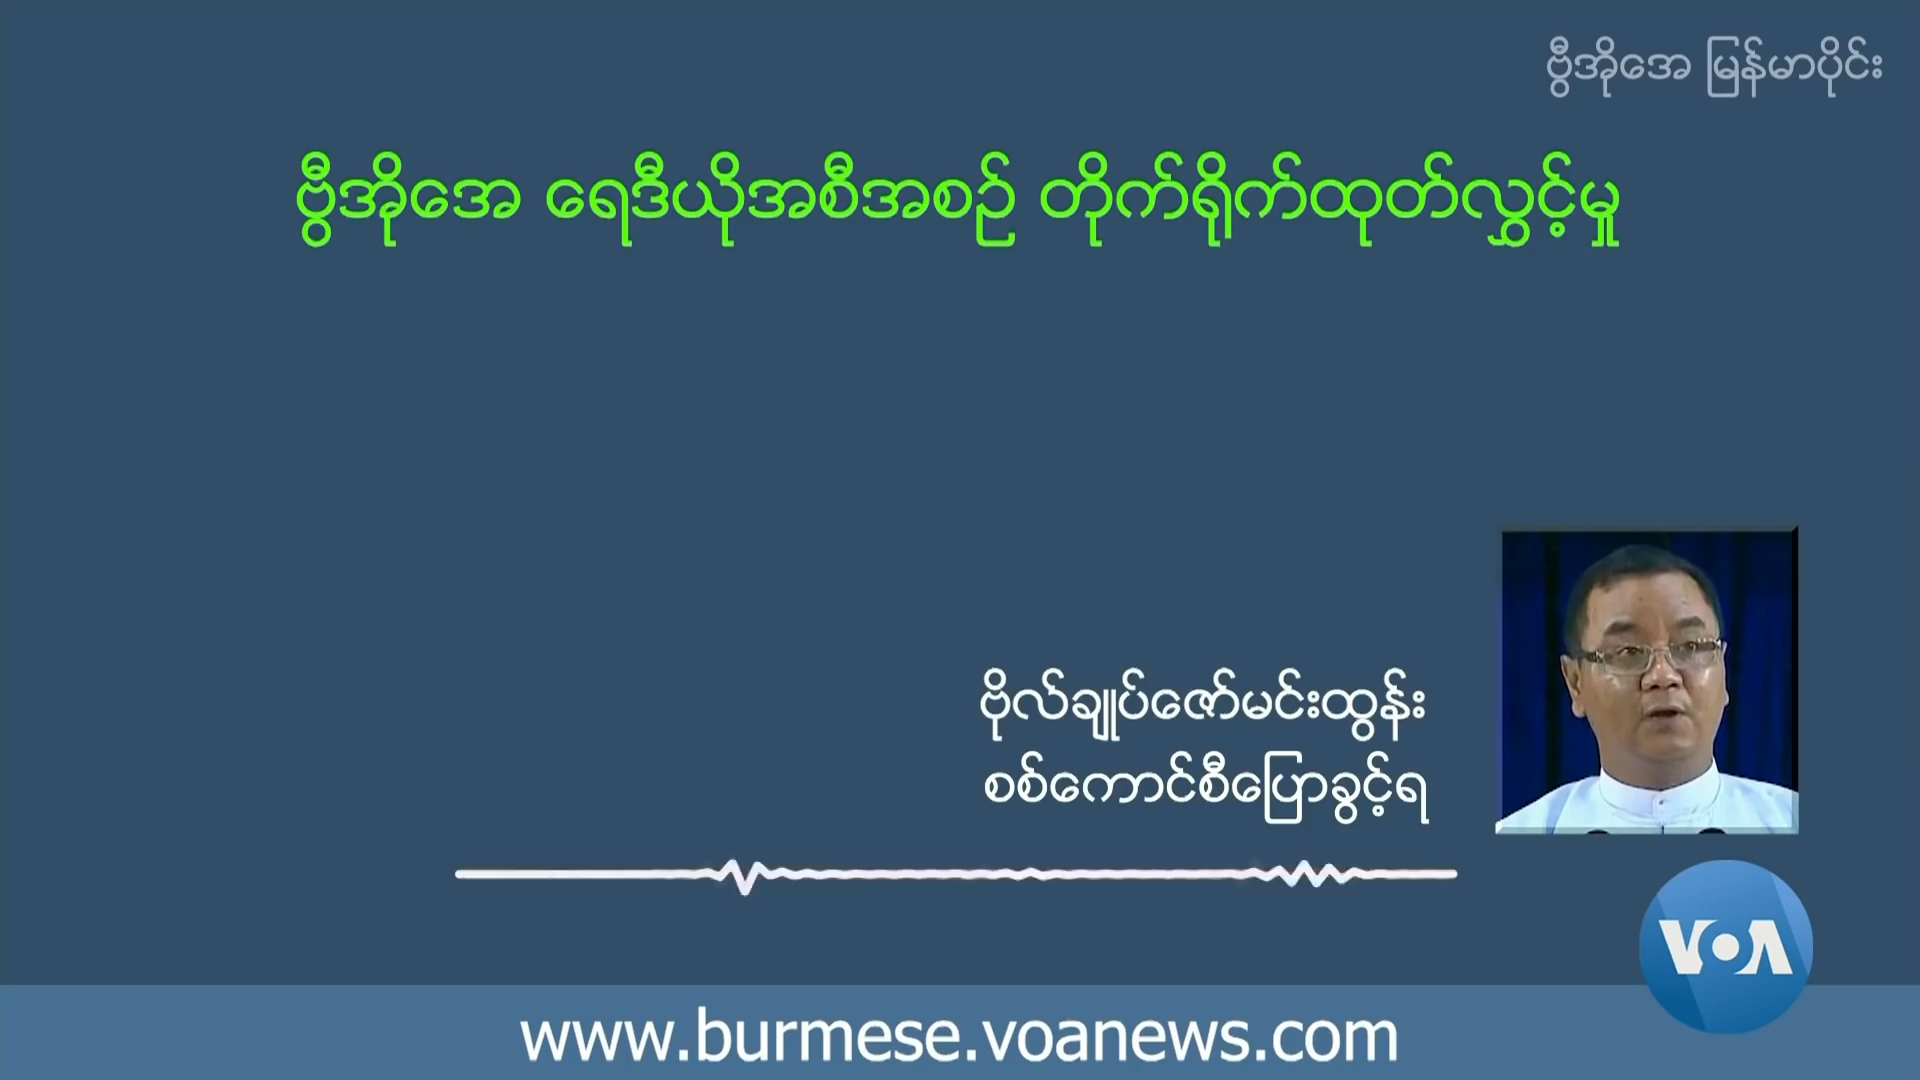 ဗွီအိုအေ မြန်မာပိုင်း
ဗွီအိုအေ ရေဒီယိုအစီအစဉ် တိုက်ရိုက်ထုတ်လွှင့်မှု
ဗိုလ်ချုပ်ဇော်မင်းထွန်း
စစ်ကောင်စီပြောခွင့်ရ
VOA
www.burmese.voanews.com